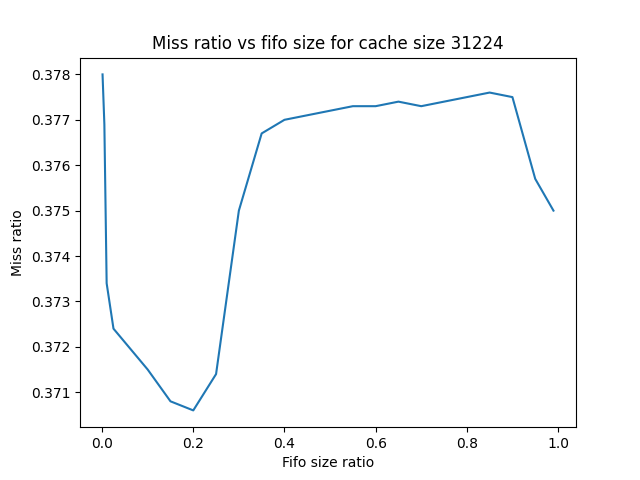 Miss ratio vs fifo size for cache size 31224
0.378
0.377
0.376
0.375
0.374
0.373
0.372
0.371
Miss ratio
0.0 0.2 0.4 0.6 0.8 1.0
Fifo size ratio